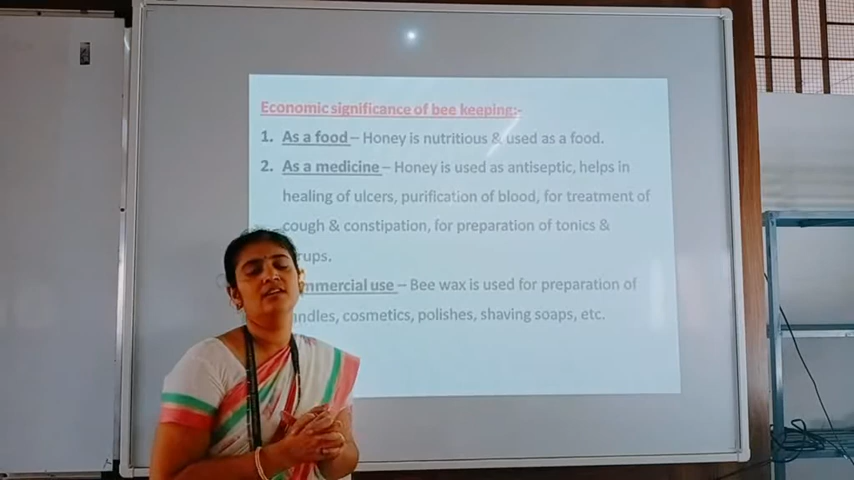 Economic significance of bee keeping:-
1. As a food – Honey is nutritious & used as a food.
2. As a medicine – Honey is used as antiseptic, helps in
healing of ulcers, purification of blood, for treatment of
cough & constipation, for preparation of tonics &
rups.
mmercial use – Bee wax is used for preparation of
ndles, cosmetics, polishes, shaving soaps, etc.